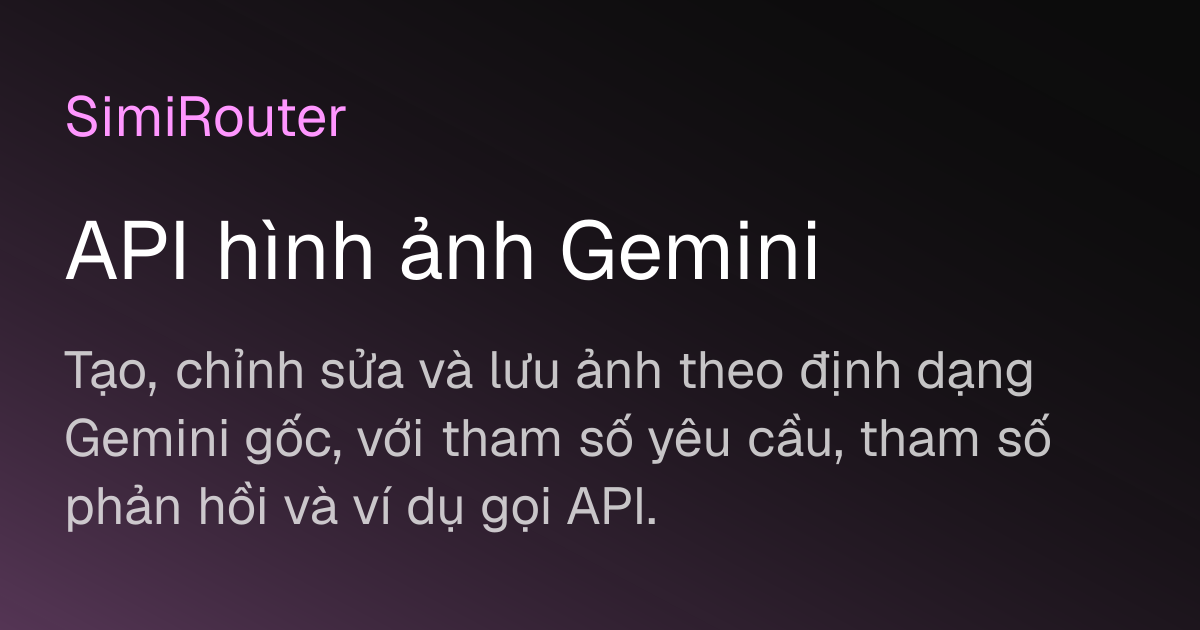 SimiRouter
API hình ảnh Gemini
Tạo, chỉnh sửa và lưu ảnh theo định dạng
Gemini gốc, với tham số yêu cầu, tham số
phản hồi và ví dụ gọi API.